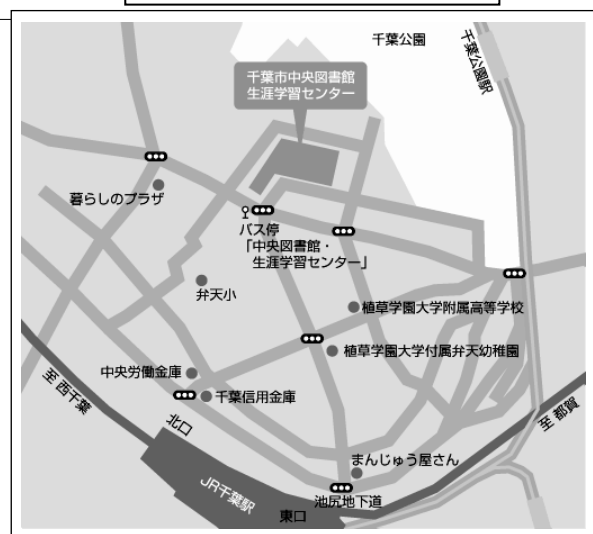 千葉公園
千葉公園駅
千葉市中央図書館
生涯学習センター
暮らしのプラザ
バス停
「中央図書館・
生涯学習センター」
弁天小
植草学園大学附属高等学校
植草学園大学付属弁天幼稚園
中央労働金庫
千葉信用金庫
至 西千葉
北口
至 都賀
まんじゅう屋さん
JR千葉駅
池尻地下道
東口